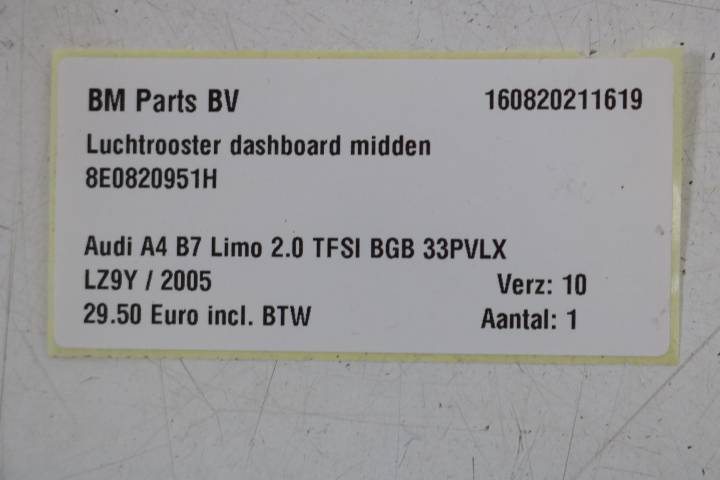 BM Parts BV 160820211619
Luchtrooster dashboard midden
8E0820951H
Audi A4 B7 Limo 2.0 TFSI BGB 33PVLX
LZ9Y / 2005 Verz: 10
29.50 Euro incl. BTW Aantal: 1